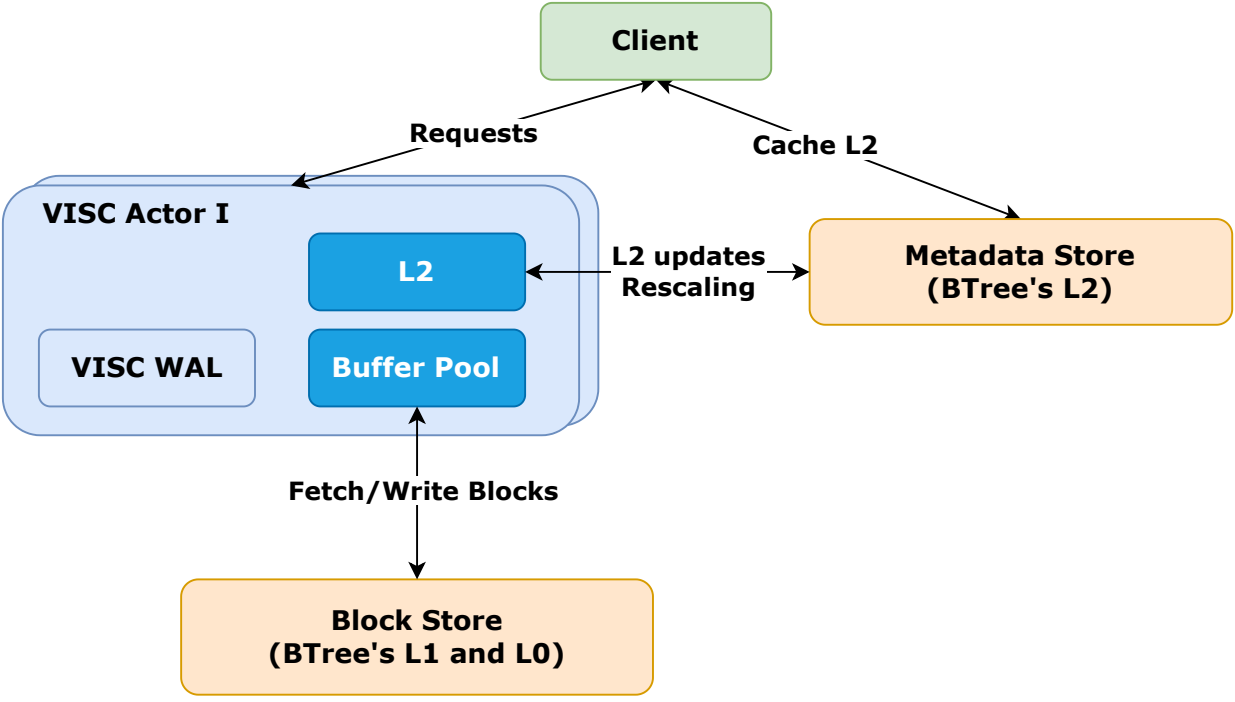 Client
Requests
Cache L2
VISC Actor I
L2
L2 updates
Rescaling
Metadada Store
(BTree's L2)
VISC WAL
Buffer Pool
Fetch/Write Blocks
Block Store
(BTree's L1 and L0)